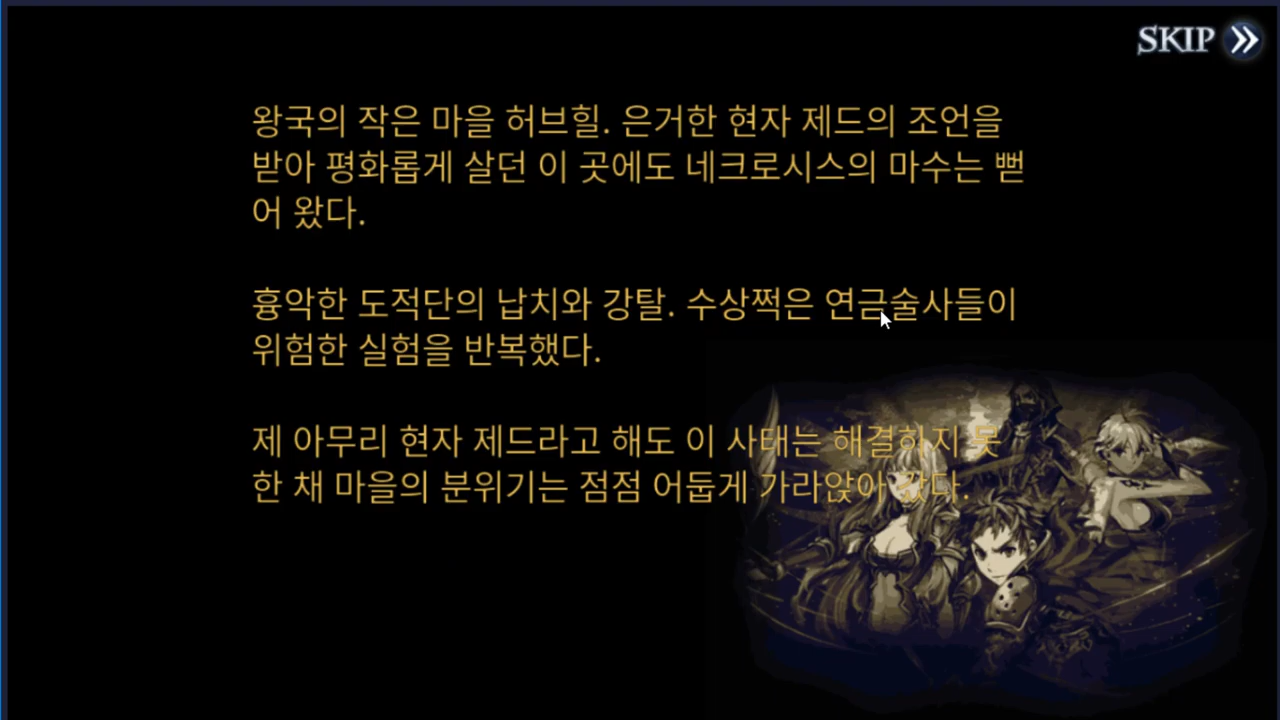 SKIP
왕국의 작은 마을 허브힐. 은거한 현자 제드의 조언을
받아 평화롭게 살던 이 곳에도 네크로시스의 마수는 뻗
어 왔다.
흉악한 도적단의 납치와 강탈. 수상쩍은 연금술사들이
위험한 실험을 반복했다.
제 아무리 현자 제드라고 해도 이 사태는 해결하지 못
한 채 마을의 분위기는 점점 어둡게 가라앉아 갔다.